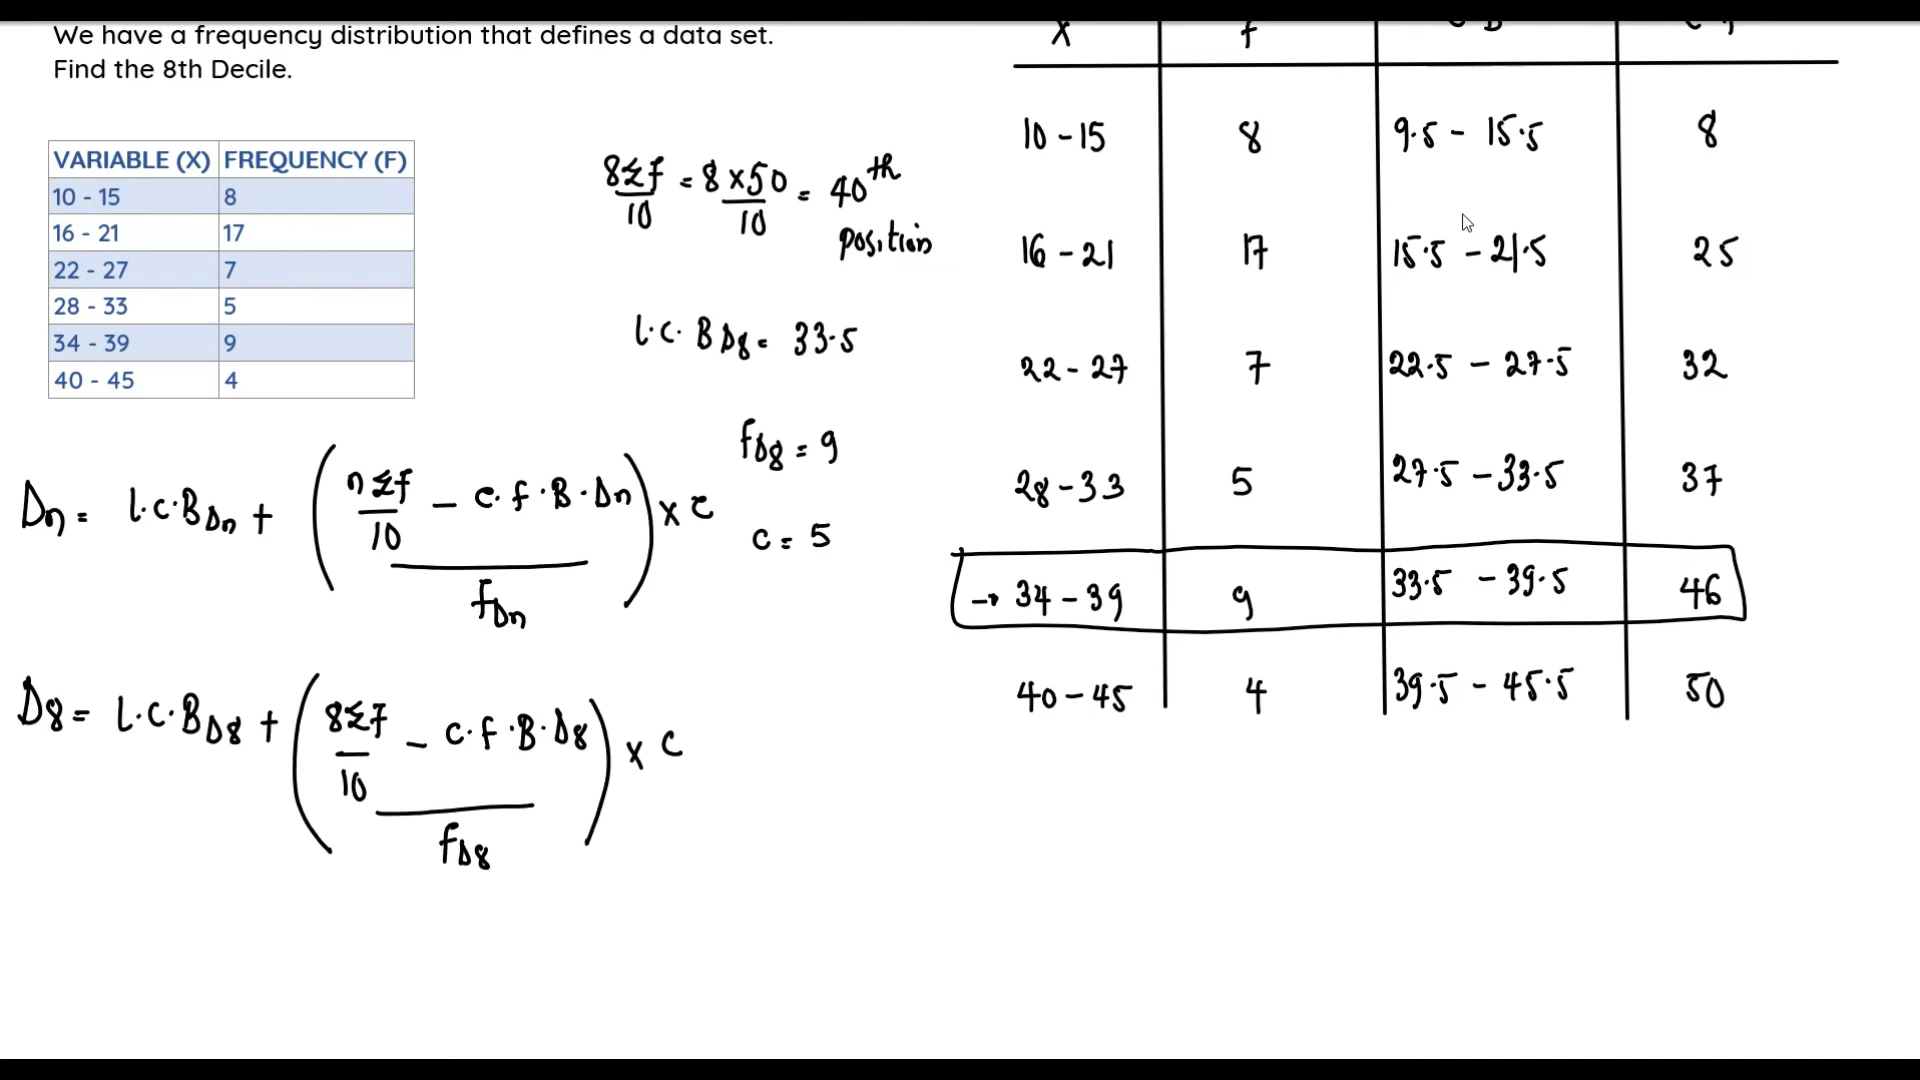 We have a frequency distribution that defines a data set.
Find the 8th Decile.
VARIABLE (X) FREQUENCY (F)
10 - 15 8
16 - 21 17
22 - 27 7
28 - 33 5
34 - 39 9
40 - 45 4
8Σf/10 = 8×50/10 = 40th
position
l.C.B D8 = 33.5
fD8 = 9
c = 5
Dn = l.C.B Dn + ( (nΣf/10 - c.f.B.Dn) / fDn ) × c
D8 = l.C.B D8 + ( (8Σf/10 - c.f.B.D8) / fD8 ) × c
X f
10 - 15 8 9.5 - 15.5 8
16 - 21 17 15.5 - 21.5 25
22 - 27 7 22.5 - 27.5 32
28 - 33 5 27.5 - 33.5 37
→ 34 - 39 9 33.5 - 39.5 46
40 - 45 4 39.5 - 45.5 50